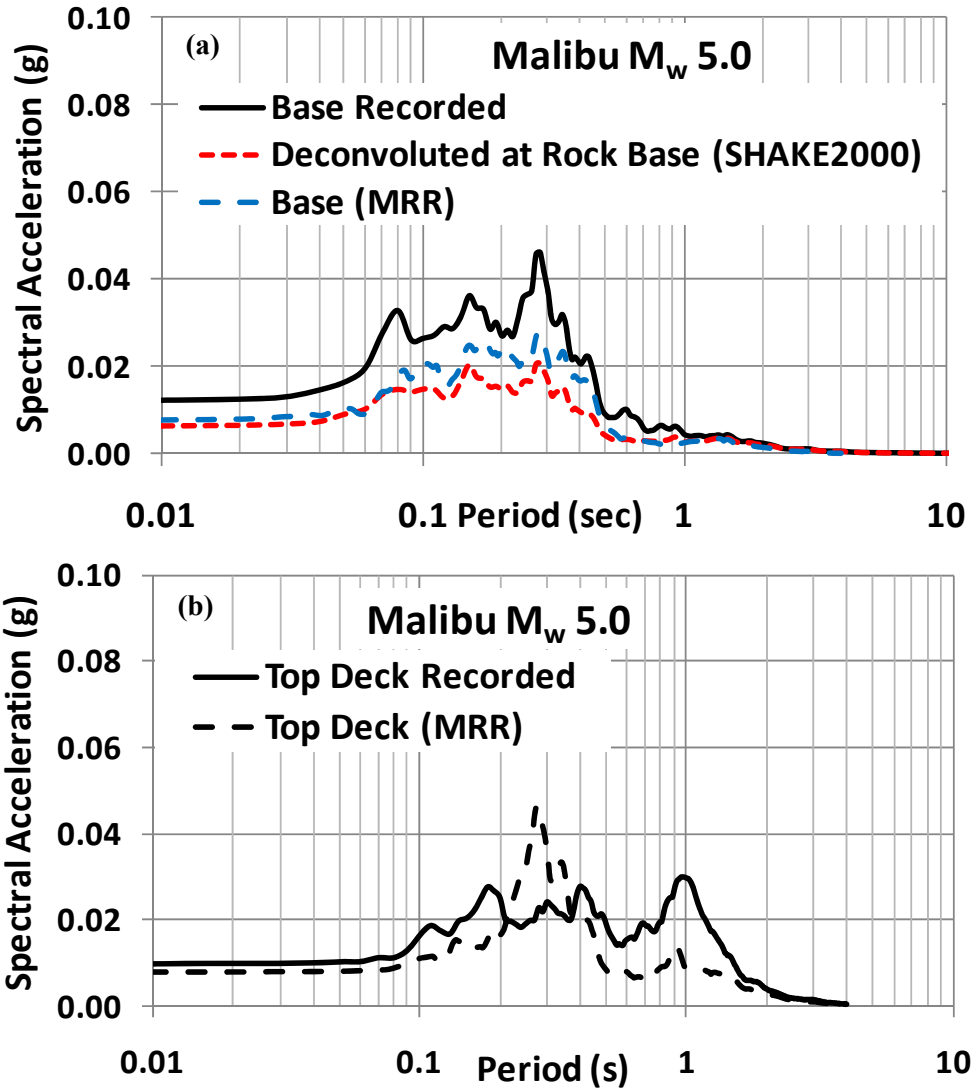 (a)
Malibu Mw 5.0
Base Recorded
Deconvoluted at Rock Base (SHAKE2000)
Base (MRR)
Spectral Acceleration (g)
0.10
0.08
0.06
0.04
0.02
0.00
0.01 0.1 Period (sec) 1 10
(b)
Malibu Mw 5.0
Top Deck Recorded
Top Deck (MRR)
Spectral Acceleration (g)
0.10
0.08
0.06
0.04
0.02
0.00
0.01 0.1 1 10
Period (s)